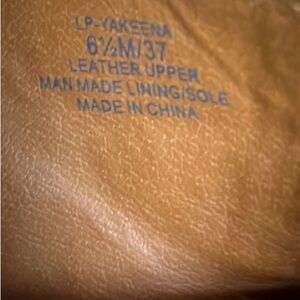 LP-YAKEENA
6½M/37
LEATHER UPPER
MAN MADE LINING/SOLE
MADE IN CHINA